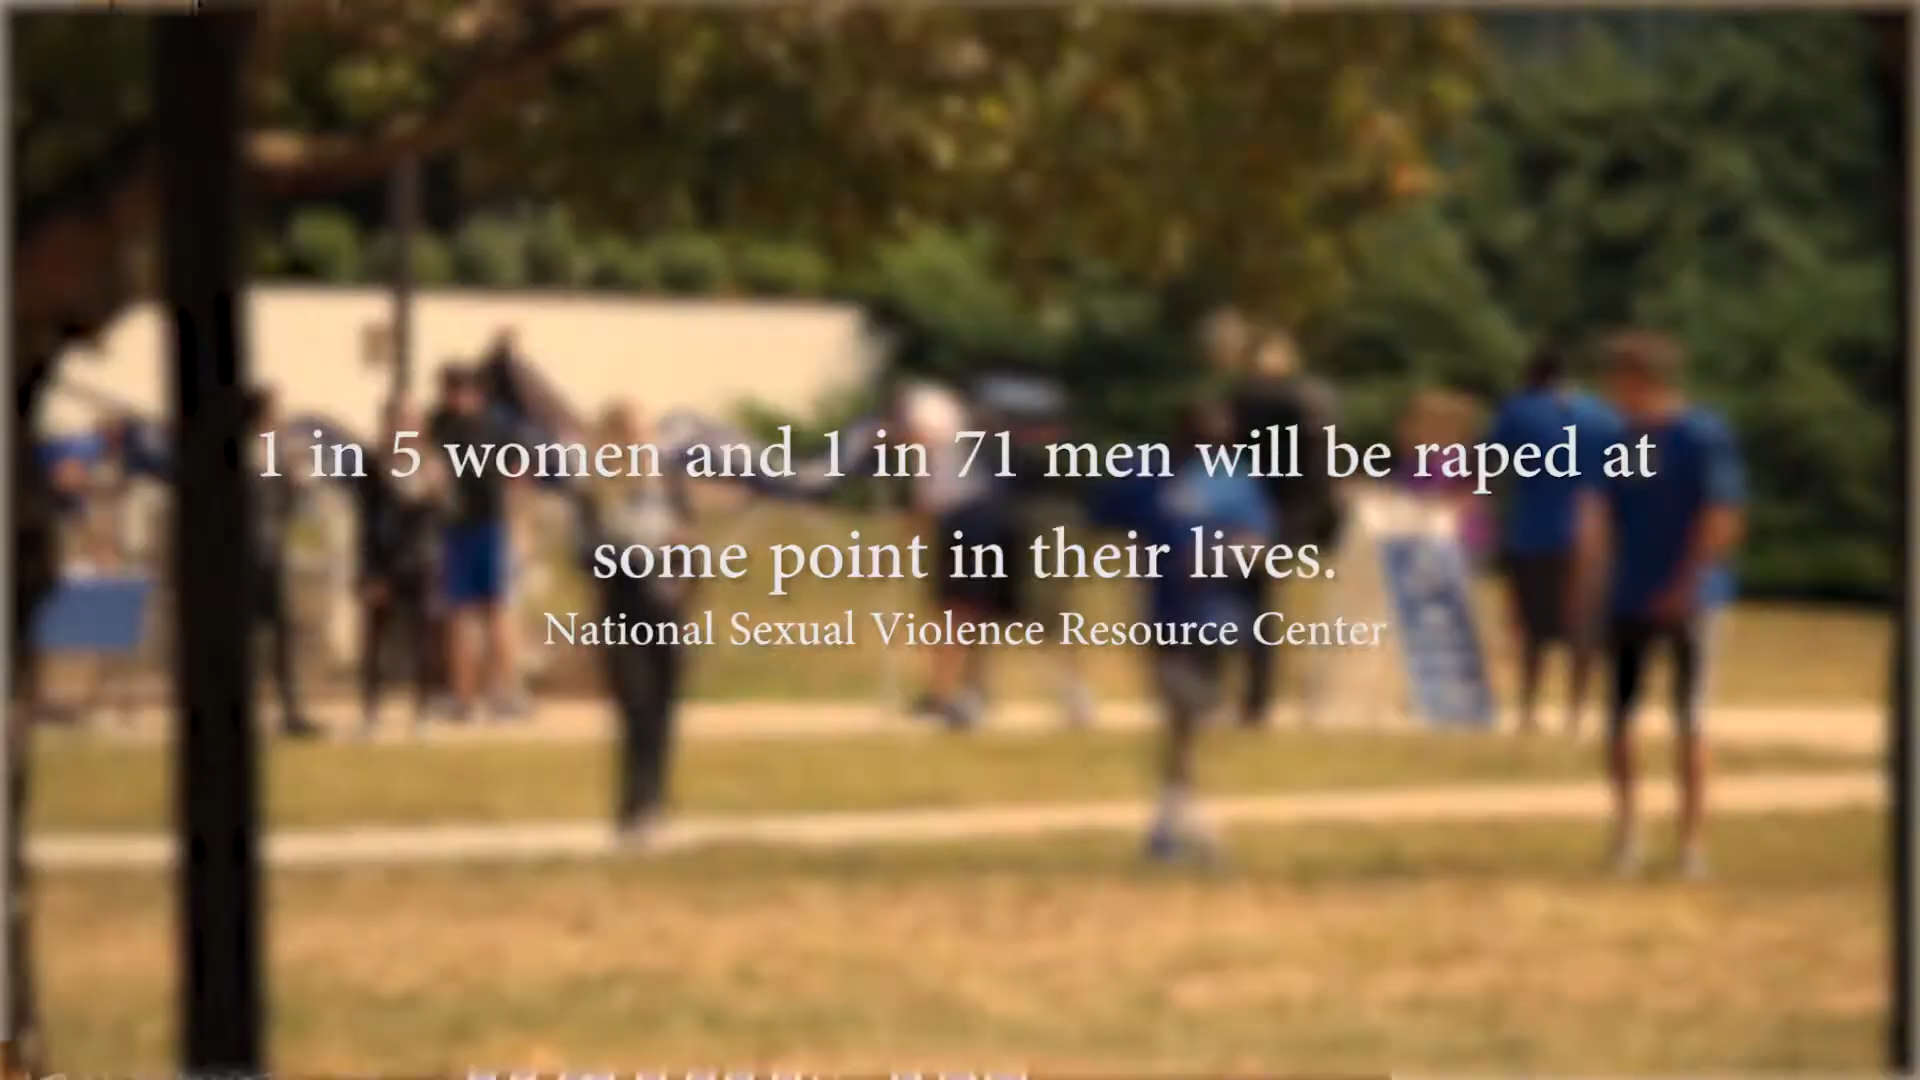 1 in 5 women and 1 in 71 men will be raped at
some point in their lives.
National Sexual Violence Resource Center